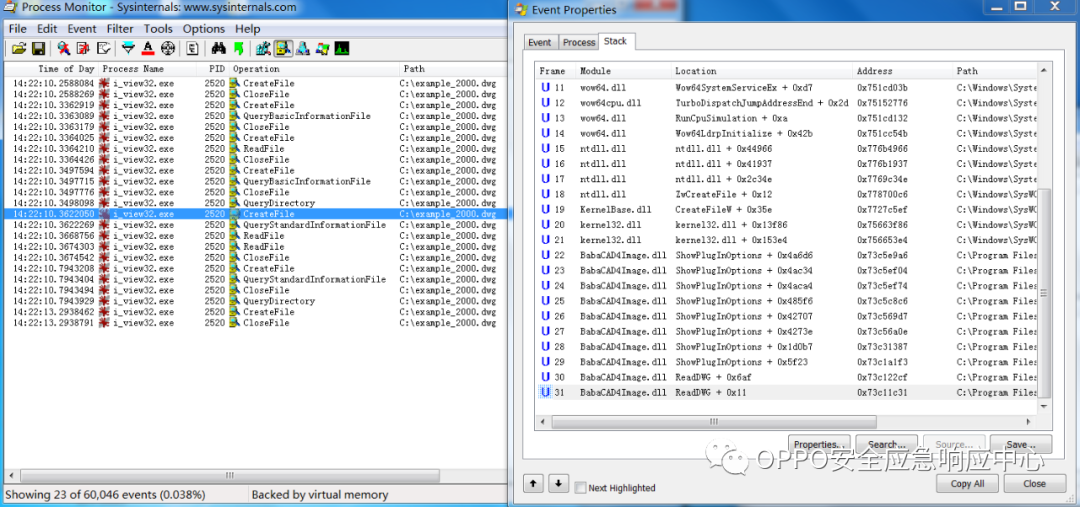 Process Monitor - Sysinternals: www.sysinternals.com
File Edit Event Filter Tools Options Help
Time of Day Process Name PID Operation Path
14:22:10.2588084 i_view32.exe 2520 CreateFile C:\example_2000.dwg
14:22:10.2588269 i_view32.exe 2520 CloseFile C:\example_2000.dwg
14:22:10.3362919 i_view32.exe 2520 CreateFile C:\example_2000.dwg
14:22:10.3363089 i_view32.exe 2520 QueryBasicInformationFile C:\example_2000.dwg
14:22:10.3363179 i_view32.exe 2520 CloseFile C:\example_2000.dwg
14:22:10.3364025 i_view32.exe 2520 CreateFile C:\example_2000.dwg
14:22:10.3364210 i_view32.exe 2520 ReadFile C:\example_2000.dwg
14:22:10.3364426 i_view32.exe 2520 CloseFile C:\example_2000.dwg
14:22:10.3497594 i_view32.exe 2520 CreateFile C:\example_2000.dwg
14:22:10.3497715 i_view32.exe 2520 QueryBasicInformationFile C:\example_2000.dwg
14:22:10.3497776 i_view32.exe 2520 CloseFile C:\example_2000.dwg
14:22:10.3498098 i_view32.exe 2520 QueryDirectory C:\example_2000.dwg
14:22:10.3622050 i_view32.exe 2520 CreateFile C:\example_2000.dwg
14:22:10.3622269 i_view32.exe 2520 QueryStandardInformationFile C:\example_2000.dwg
14:22:10.3668756 i_view32.exe 2520 ReadFile C:\example_2000.dwg
14:22:10.3674303 i_view32.exe 2520 ReadFile C:\example_2000.dwg
14:22:10.3674542 i_view32.exe 2520 CloseFile C:\example_2000.dwg
14:22:10.7943208 i_view32.exe 2520 CreateFile C:\example_2000.dwg
14:22:10.7943404 i_view32.exe 2520 QueryStandardInformationFile C:\example_2000.dwg
14:22:10.7943494 i_view32.exe 2520 CloseFile C:\example_2000.dwg
14:22:10.7943929 i_view32.exe 2520 QueryDirectory C:\example_2000.dwg
14:22:13.2938462 i_view32.exe 2520 CreateFile C:\example_2000.dwg
14:22:13.2938791 i_view32.exe 2520 CloseFile C:\example_2000.dwg
Showing 23 of 60,046 events (0.038%) Backed by virtual memory
Event Properties
Event Process Stack
Frame Module Location Address Path
U 11 wow64.dll Wow64SystemServiceEx + 0xd7 0x751cd03b C:\Windows\Syste
U 12 wow64cpu.dll TurboDispatchJumpAddressEnd + 0x2d 0x75152776 C:\Windows\Syste
U 13 wow64.dll RunCpuSimulation + 0xa 0x751cd132 C:\Windows\Syste
U 14 wow64.dll Wow64LdrpInitialize + 0x42b 0x751cc54b C:\Windows\Syste
U 15 ntdll.dll ntdll.dll + 0x44966 0x776b4966 C:\Windows\Syste
U 16 ntdll.dll ntdll.dll + 0x41937 0x776b1937 C:\Windows\Syste
U 17 ntdll.dll ntdll.dll + 0x2c34e 0x7769c34e C:\Windows\Syste
U 18 ntdll.dll ZwCreateFile + 0x12 0x778700c6 C:\Windows\SysWO
U 19 KernelBase.dll CreateFileW + 0x35e 0x7727c5ef C:\Windows\SysWO
U 20 kernel32.dll kernel32.dll + 0x13f86 0x75663f86 C:\Windows\SysWO
U 21 kernel32.dll kernel32.dll + 0x153e4 0x756653e4 C:\Windows\SysWO
U 22 BabaCAD4Image.dll ShowPlugInOptions + 0x4a6d6 0x73c5e9a6 C:\Program Files
U 23 BabaCAD4Image.dll ShowPlugInOptions + 0x4ac34 0x73c5ef04 C:\Program Files
U 24 BabaCAD4Image.dll ShowPlugInOptions + 0x4aca4 0x73c5ef74 C:\Program Files
U 25 BabaCAD4Image.dll ShowPlugInOptions + 0x485f6 0x73c5c8c6 C:\Program Files
U 26 BabaCAD4Image.dll ShowPlugInOptions + 0x42707 0x73c569d7 C:\Program Files
U 27 BabaCAD4Image.dll ShowPlugInOptions + 0x4273e 0x73c56a0e C:\Program Files
U 28 BabaCAD4Image.dll ShowPlugInOptions + 0x1d0b7 0x73c31387 C:\Program Files
U 29 BabaCAD4Image.dll ShowPlugInOptions + 0x5f23 0x73c1a1f3 C:\Program Files
U 30 BabaCAD4Image.dll ReadDWG + 0x6af 0x73c122cf C:\Program Files
U 31 BabaCAD4Image.dll ReadDWG + 0x11 0x73c11c31 C:\Program Files
Properties... Search... Source... Save...
OPPO安全应急响应中心
Next Highlighted Copy All Close